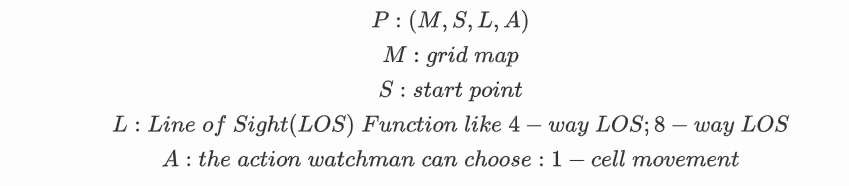 P : (M, S, L, A)
M : grid map
S : start point
L : Line of Sight(LOS) Function like 4 − way LOS; 8 − way LOS
A : the action watchman can choose : 1 − cell movement